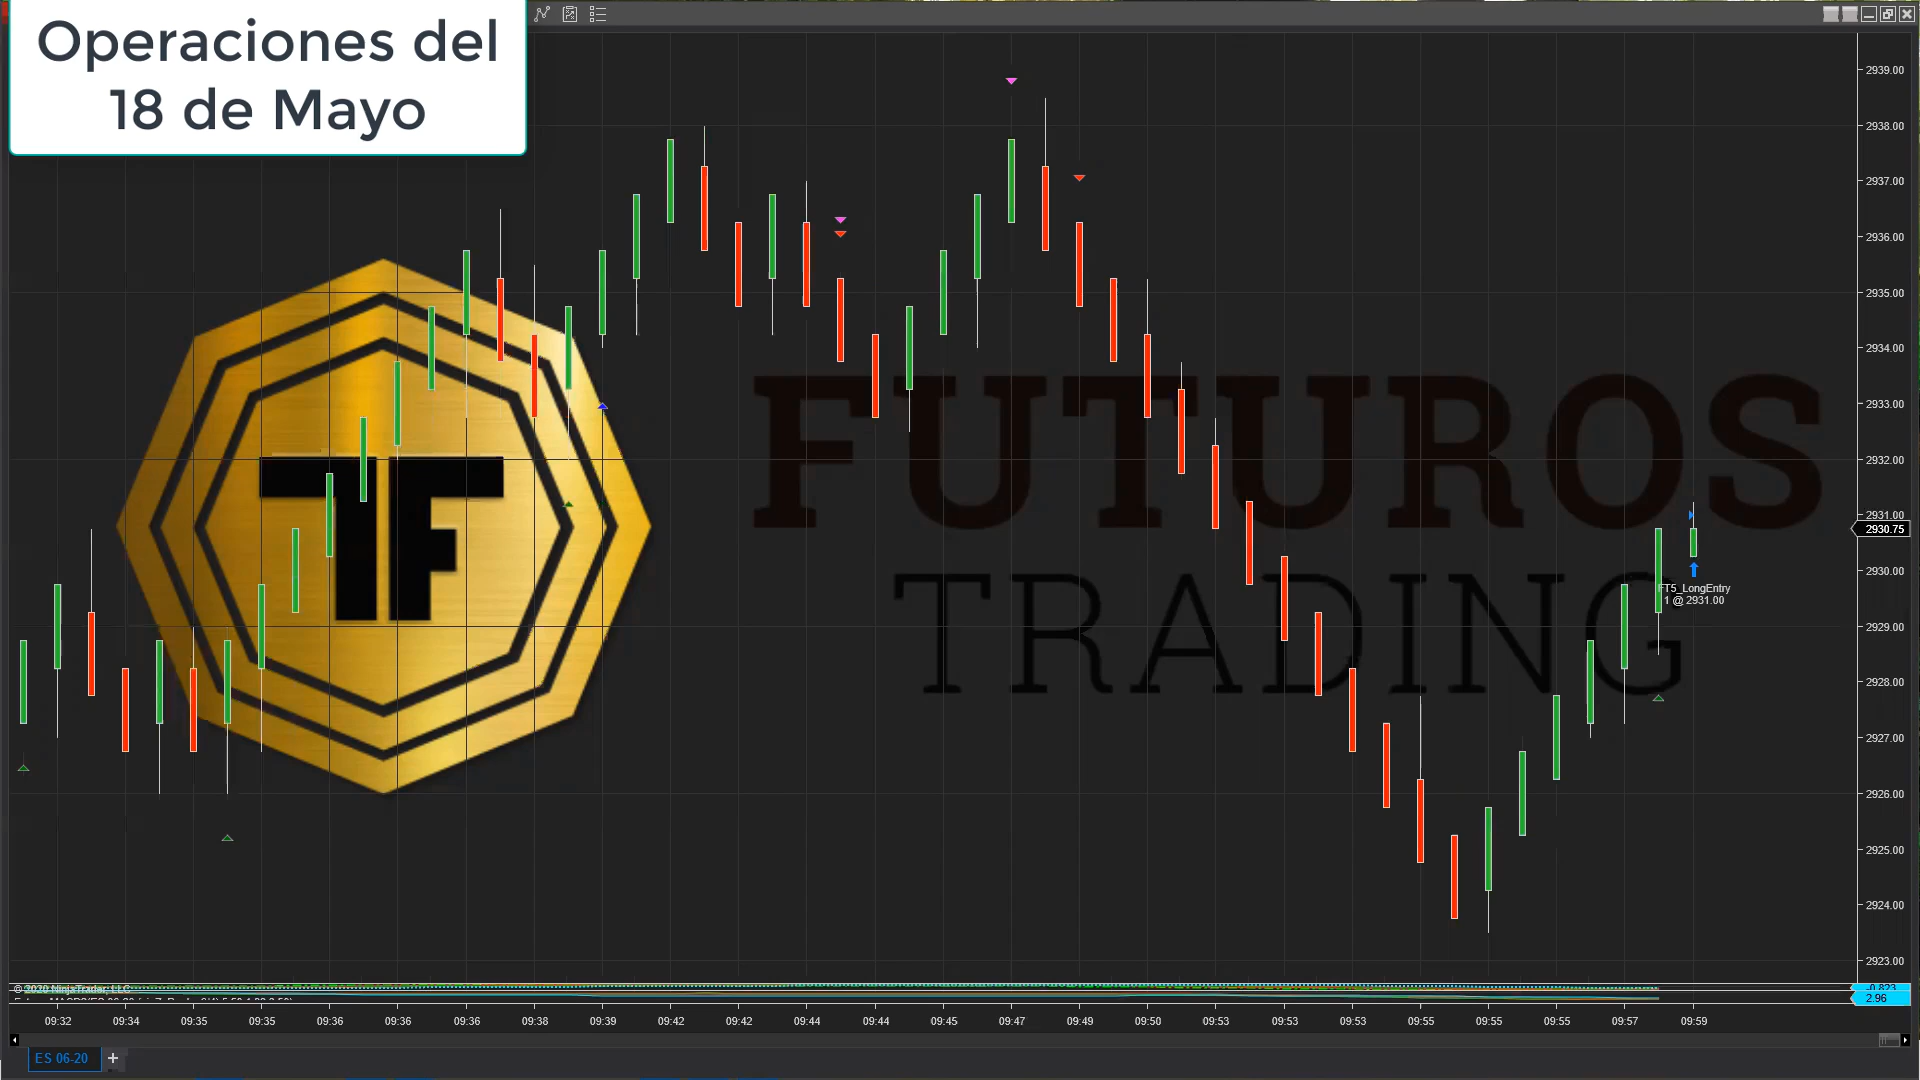 Operaciones del
18 de Mayo
TF
FUTUROS
TRADING
2939.00
2938.00
2937.00
2936.00
2935.00
2934.00
2933.00
2932.00
2931.00
2930.75
2930.00
2929.00
2928.00
2927.00
2926.00
2925.00
2924.00
2923.00
FT5_LongEntry
1 @ 2931.00
© 2020 NinjaTrader, LLC
-0.823
2.96
09:32 09:34 09:35 09:35 09:36 09:36 09:36 09:38 09:39 09:42 09:42 09:44 09:44 09:45 09:47 09:49 09:50 09:53 09:53 09:53 09:55 09:55 09:55 09:57 09:59
ES 06-20 +